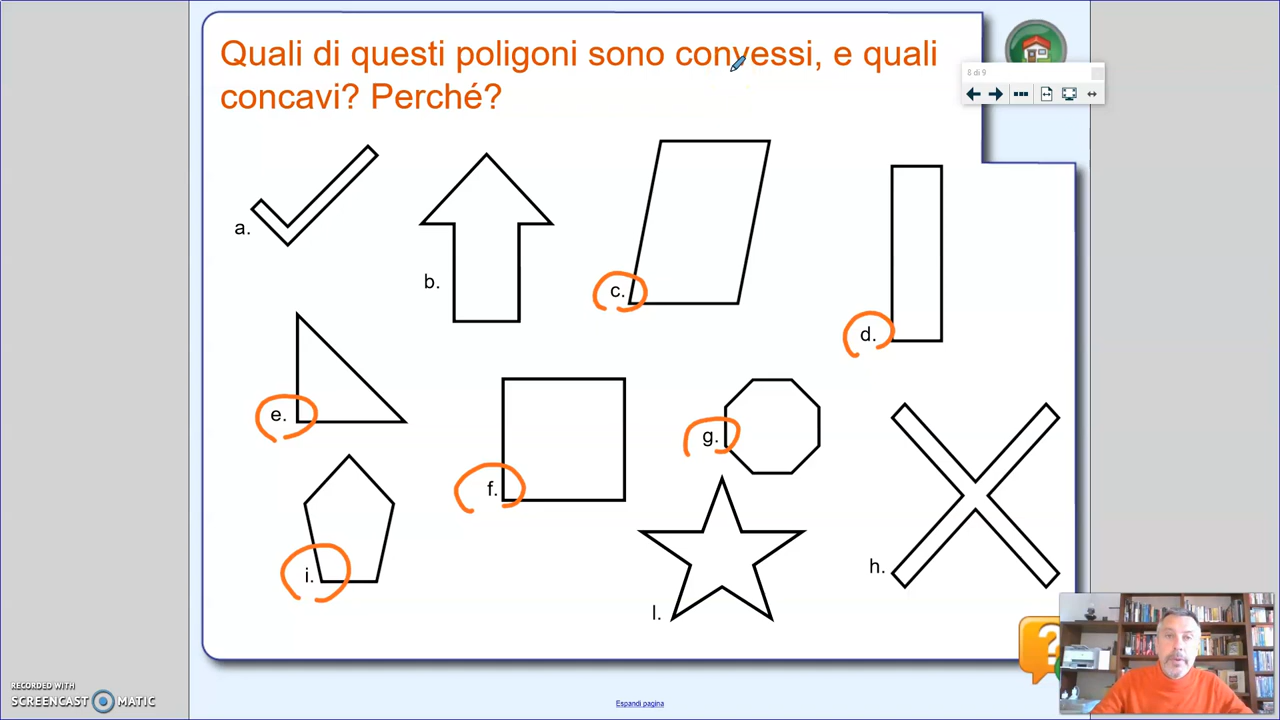 Quali di questi poligoni sono convessi, e quali
concavi? Perché?
8 di 9
a.
b.
c.
d.
e.
f.
g.
h.
i.
l.
RECORDED WITH
SCREENCAST MATIC
Espandi pagina